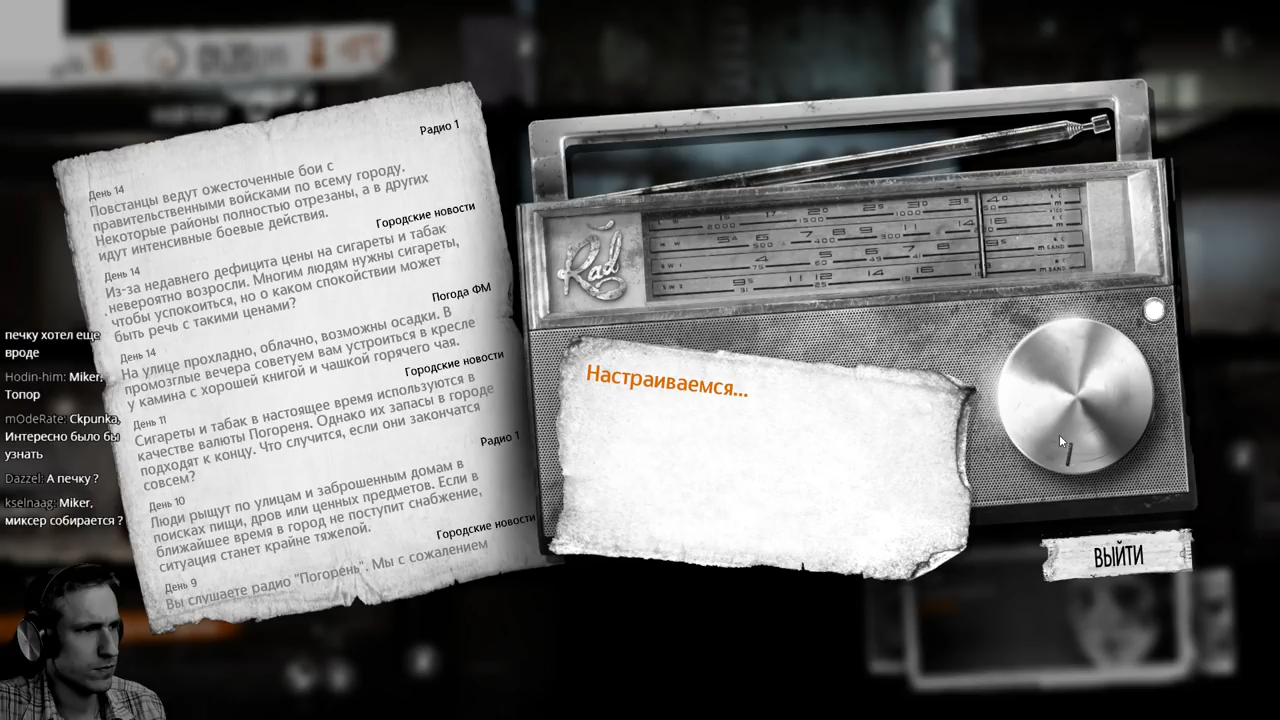 Радио 1
День 14
Повстанцы ведут ожесточенные бои с
правительственными войсками по всему городу.
Некоторые районы полностью отрезаны, а в других
идут интенсивные боевые действия.
Городские новости
День 14
Из-за недавнего дефицита цены на сигареты и табак
невероятно возросли. Многим людям нужны сигареты,
чтобы успокоиться, но о каком спокойствии может
быть речь с такими ценами?
Погода ФМ
День 14
На улице прохладно, облачно, возможны осадки. В
промозглые вечера советуем вам устроиться в кресле
у камина с хорошей книгой и чашкой горячего чая.
Городские новости
День 11
Сигареты и табак в настоящее время используются в
качестве валюты Погореня. Однако их запасы в городе
подходят к концу. Что случится, если они закончатся
совсем?
Радио 1
День 10
Люди рыщут по улицам и заброшенным домам в
поисках пищи, дров или ценных предметов. Если в
ближайшее время в город не поступит снабжение,
ситуация станет крайне тяжелой.
Городские новости
День 9
Вы слушаете радио "Погорень". Мы с сожалением
печку хотел еще
вроде
Hodin-him: Miker,
Топор
mOdeRate: Ckpunka,
Интересно было бы
узнать
Dazzel: А печку ?
kselnaag: Miker,
миксер собирается ?
Rad
Настраиваемся...
ВЫЙТИ